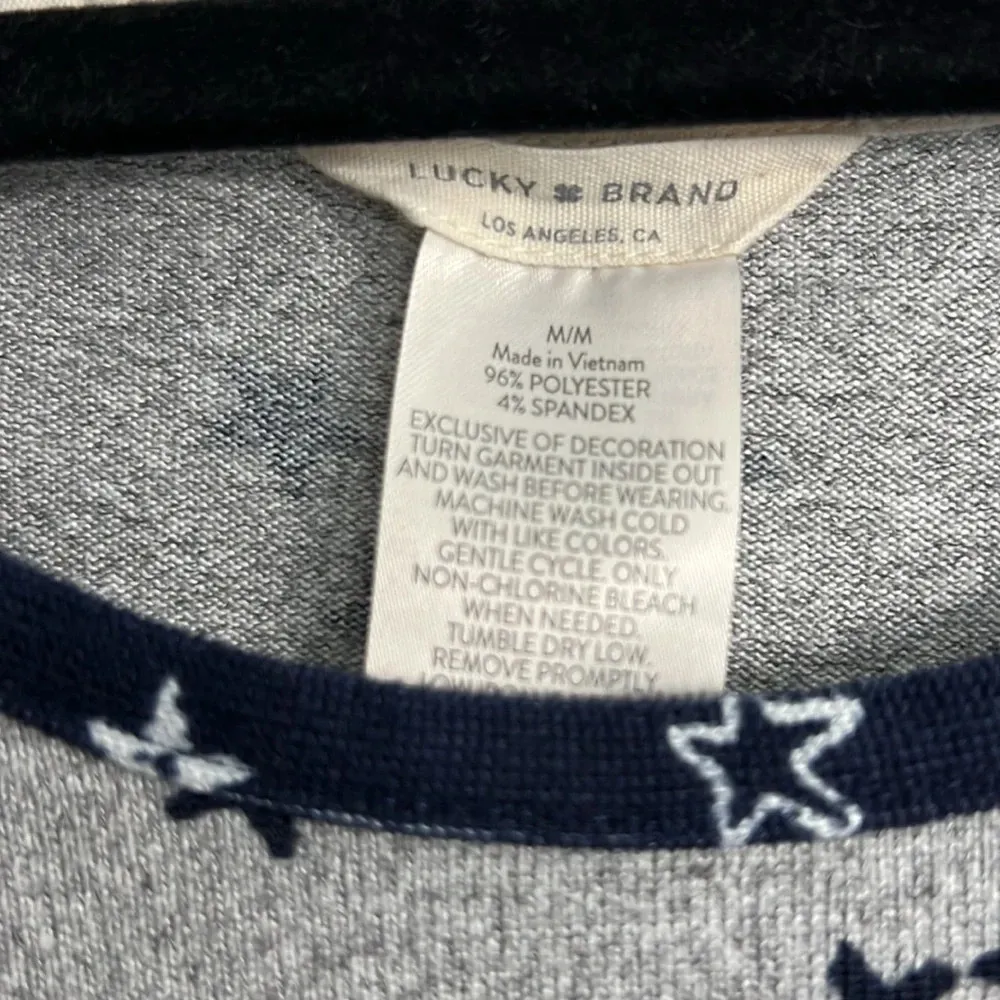 LUCKY BRAND
LOS ANGELES, CA
M/M
Made in Vietnam
96% POLYESTER
4% SPANDEX
EXCLUSIVE OF DECORATION
TURN GARMENT INSIDE OUT
AND WASH BEFORE WEARING.
MACHINE WASH COLD
WITH LIKE COLORS.
GENTLE CYCLE. ONLY
NON-CHLORINE BLEACH
WHEN NEEDED.
TUMBLE DRY LOW.
REMOVE PROMPTLY.